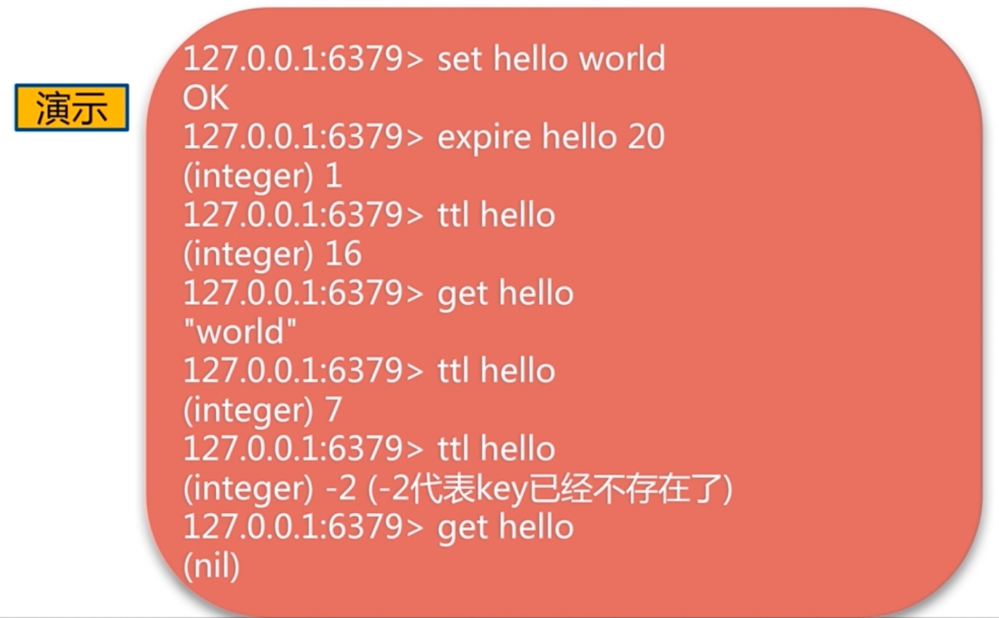 演示
127.0.0.1:6379> set hello world
OK
127.0.0.1:6379> expire hello 20
(integer) 1
127.0.0.1:6379> ttl hello
(integer) 16
127.0.0.1:6379> get hello
"world"
127.0.0.1:6379> ttl hello
(integer) 7
127.0.0.1:6379> ttl hello
(integer) -2 (-2代表key已经不存在了)
127.0.0.1:6379> get hello
(nil)